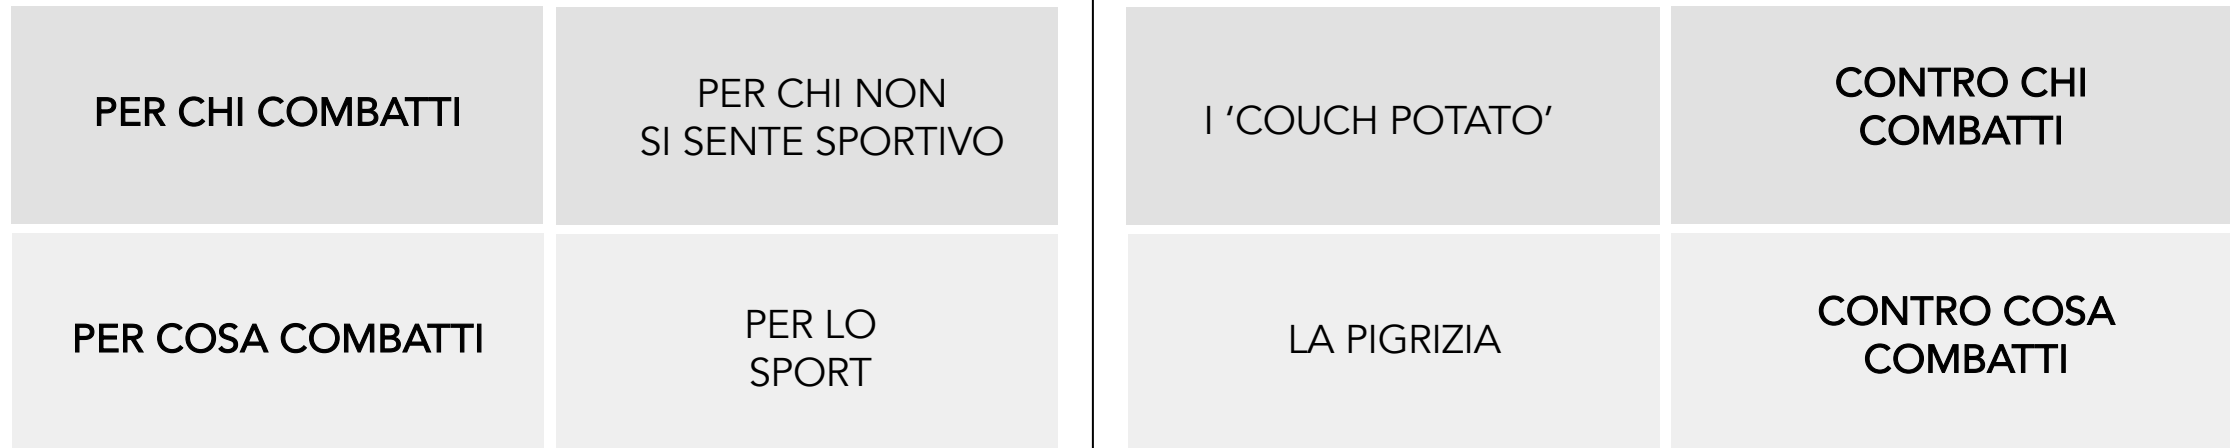 PER CHI COMBATTI
PER CHI NON
SI SENTE SPORTIVO
I ‘COUCH POTATO’
CONTRO CHI
COMBATTI
PER COSA COMBATTI
PER LO
SPORT
LA PIGRIZIA
CONTRO COSA
COMBATTI